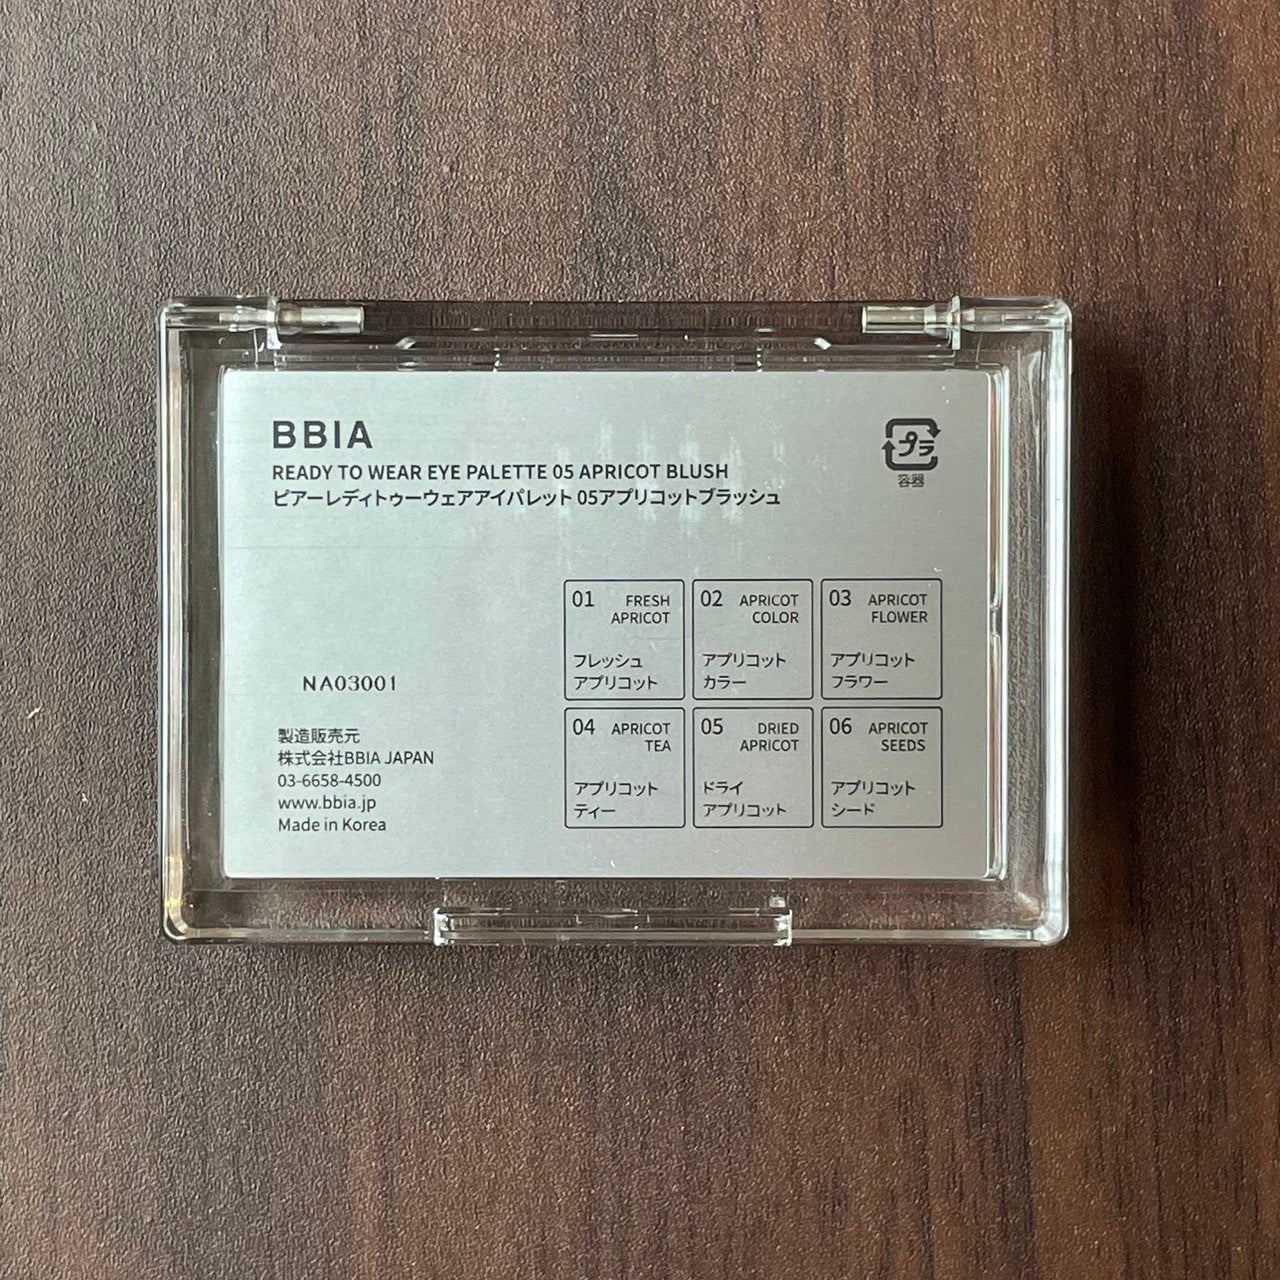 BBIA
READY TO WEAR EYE PALETTE 05 APRICOT BLUSH
ピアーレディトゥーウェアアイパレット 05アプリコットブラッシュ
プラ
容器
01 FRESH
APRICOT
フレッシュ
アプリコット
02 APRICOT
COLOR
アプリコット
カラー
03 APRICOT
FLOWER
アプリコット
フラワー
04 APRICOT
TEA
アプリコット
ティー
05 DRIED
APRICOT
ドライ
アプリコット
06 APRICOT
SEEDS
アプリコット
シード
NA03001
製造販売元
株式会社BBIA JAPAN
03-6658-4500
www.bbia.jp
Made in Korea